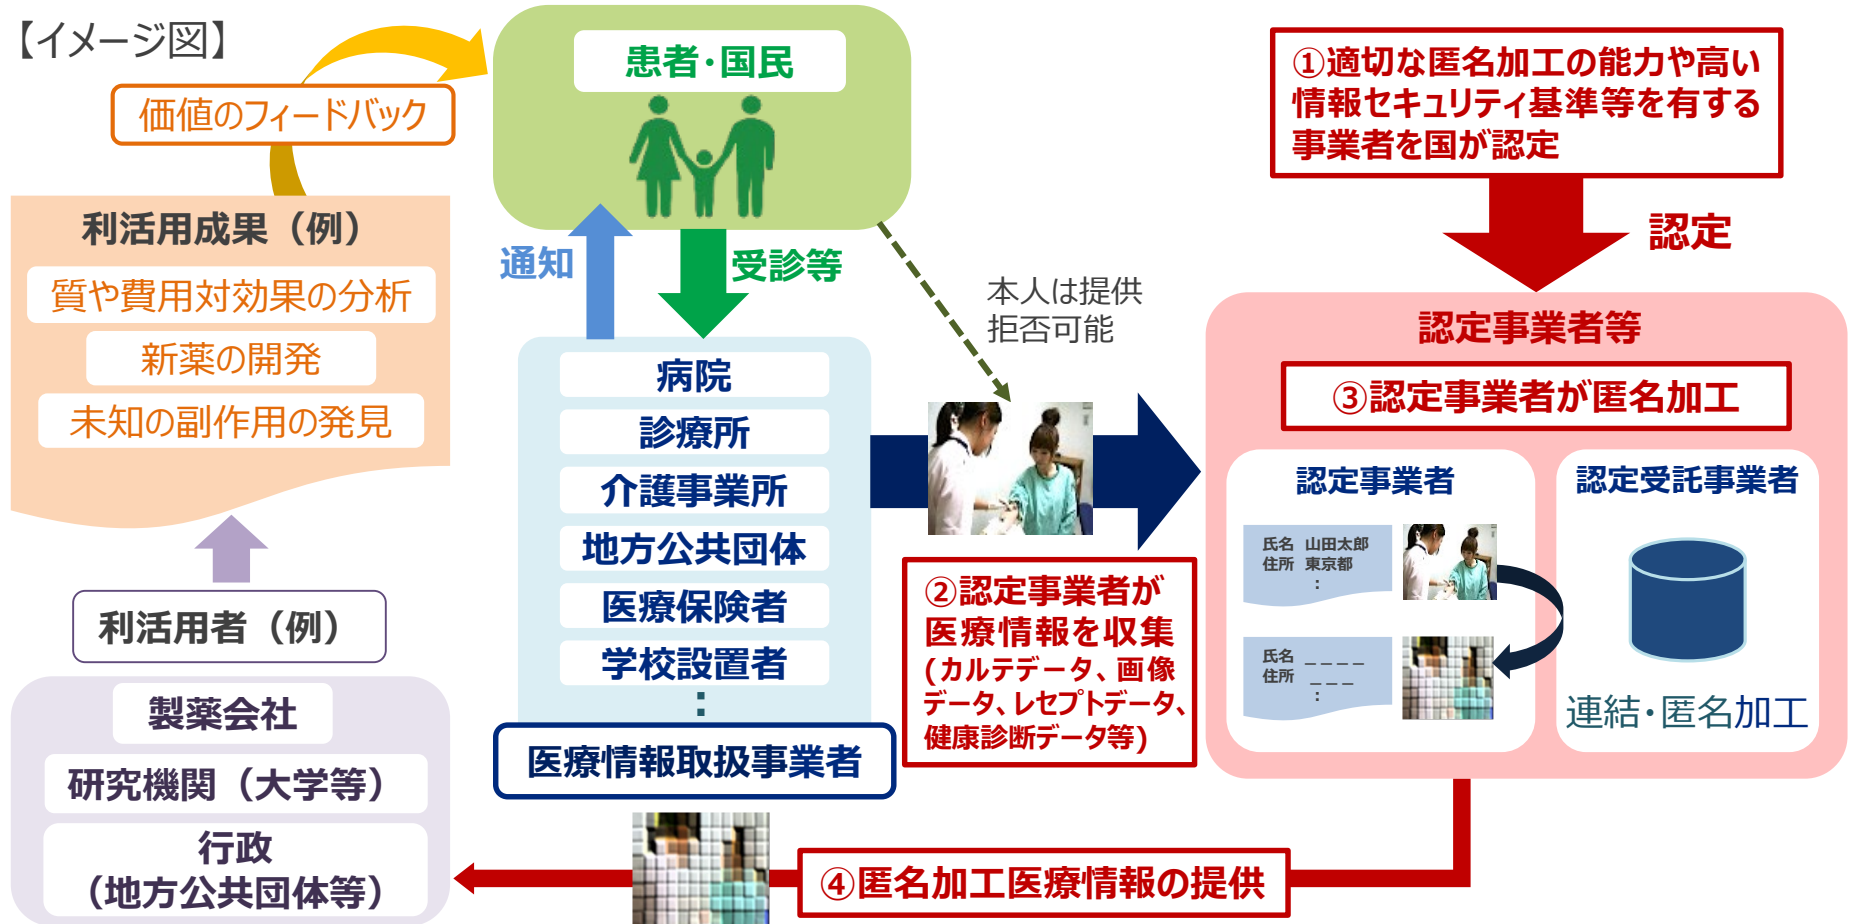 【イメージ図】
価値のフィードバック
利活用成果（例）
質や費用対効果の分析
新薬の開発
未知の副作用の発見
利活用者（例）
製薬会社
研究機関（大学等）
行政
（地方公共団体等）
患者・国民
通知
受診等
本人は提供
拒否可能
病院
診療所
介護事業所
地方公共団体
医療保険者
学校設置者
：
医療情報取扱事業者
①適切な匿名加工の能力や高い
情報セキュリティ基準等を有する
事業者を国が認定
認定
②認定事業者が
医療情報を収集
(カルテデータ、画像
データ、レセプトデータ、
健康診断データ等)
認定事業者等
③認定事業者が匿名加工
認定事業者
氏名 山田太郎
住所 東京都
：
氏名 ＿＿＿＿
住所 ＿＿＿
：
認定受託事業者
連結・匿名加工
④匿名加工医療情報の提供